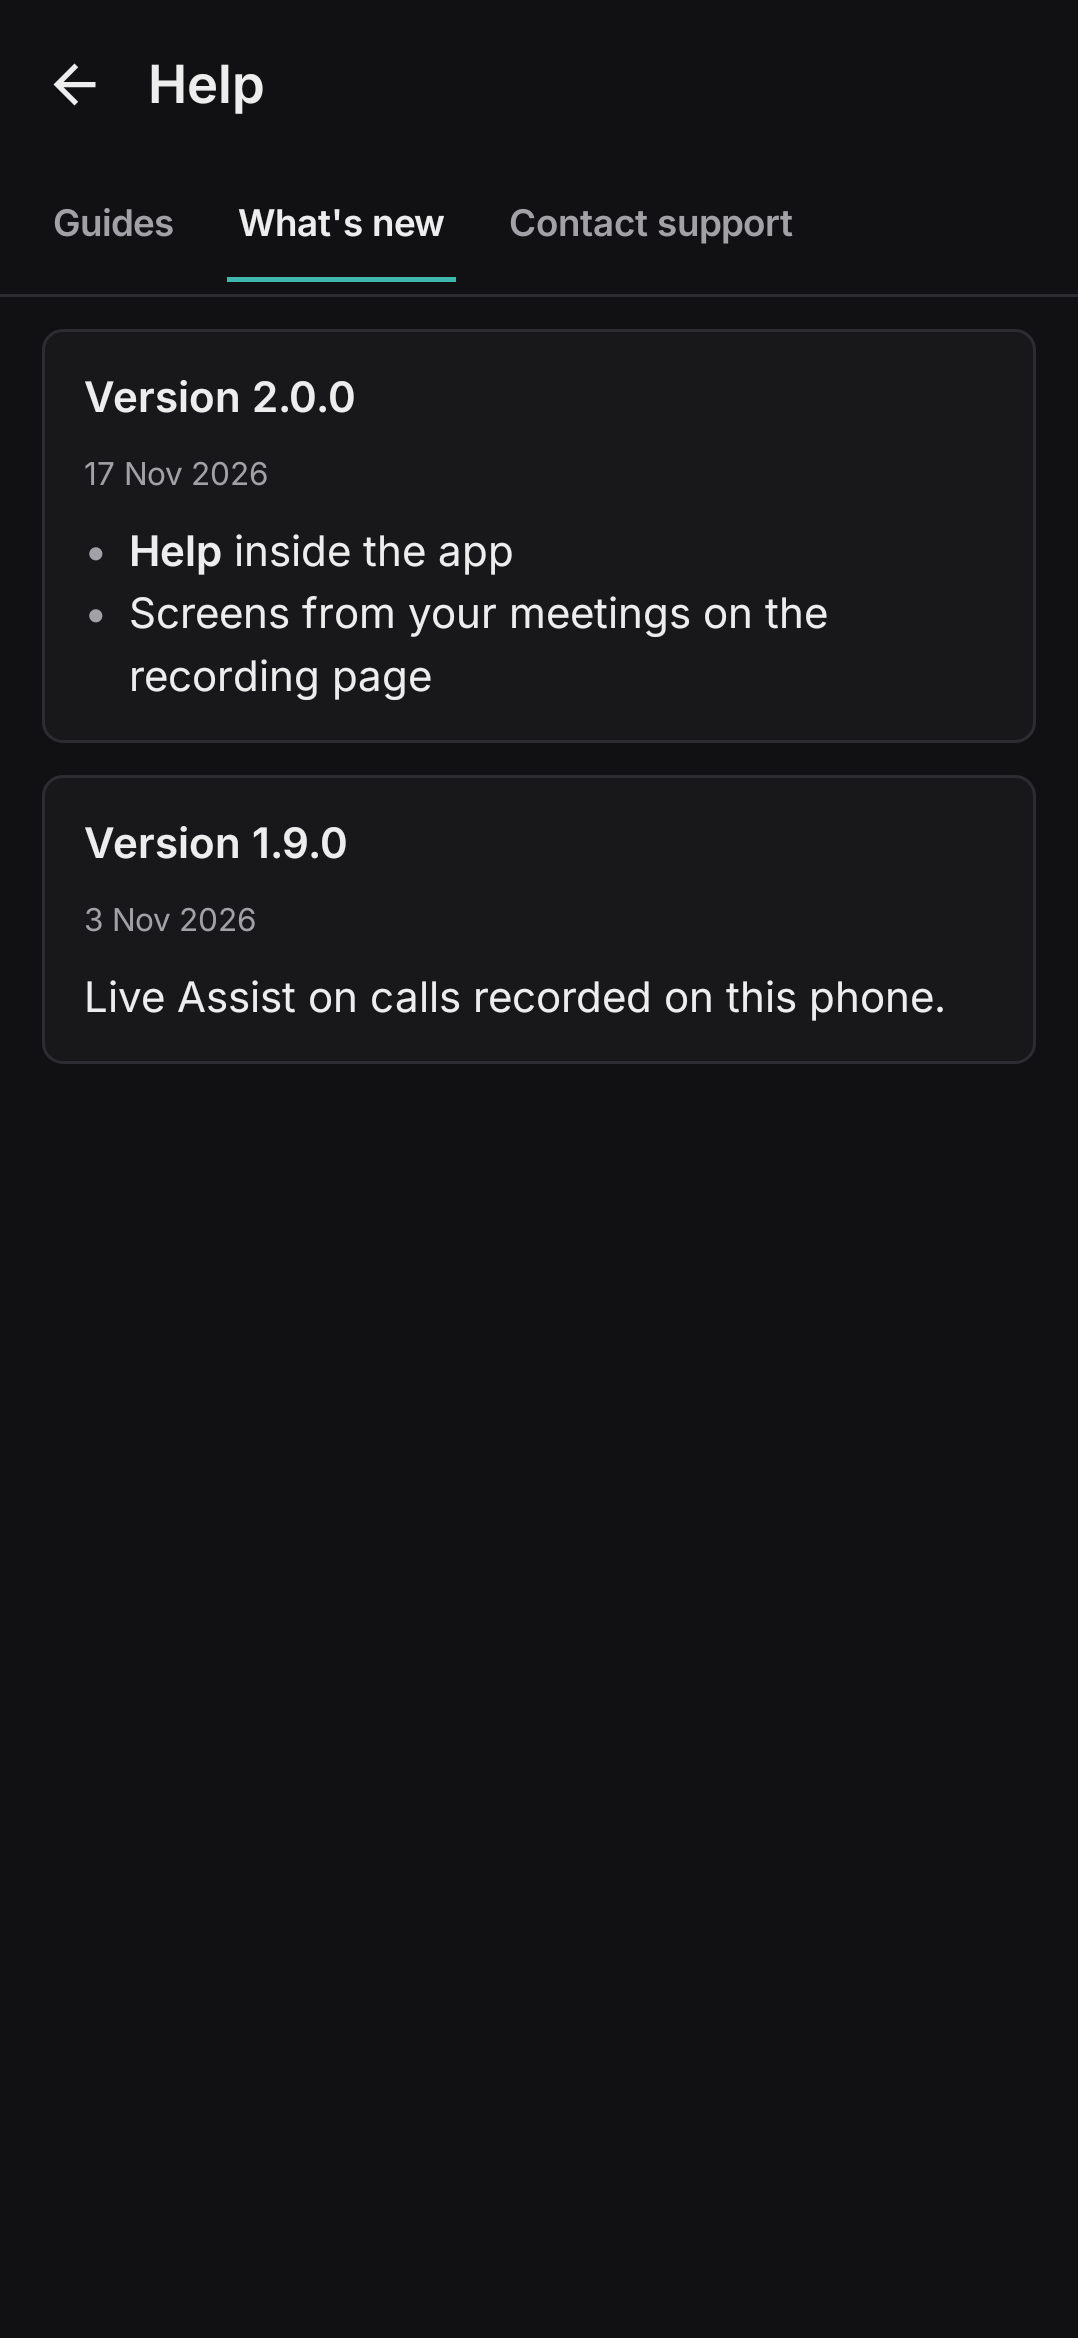 Help
Guides What's new Contact support
Version 2.0.0
17 Nov 2026
• Help inside the app
• Screens from your meetings on the
recording page
Version 1.9.0
3 Nov 2026
Live Assist on calls recorded on this phone.